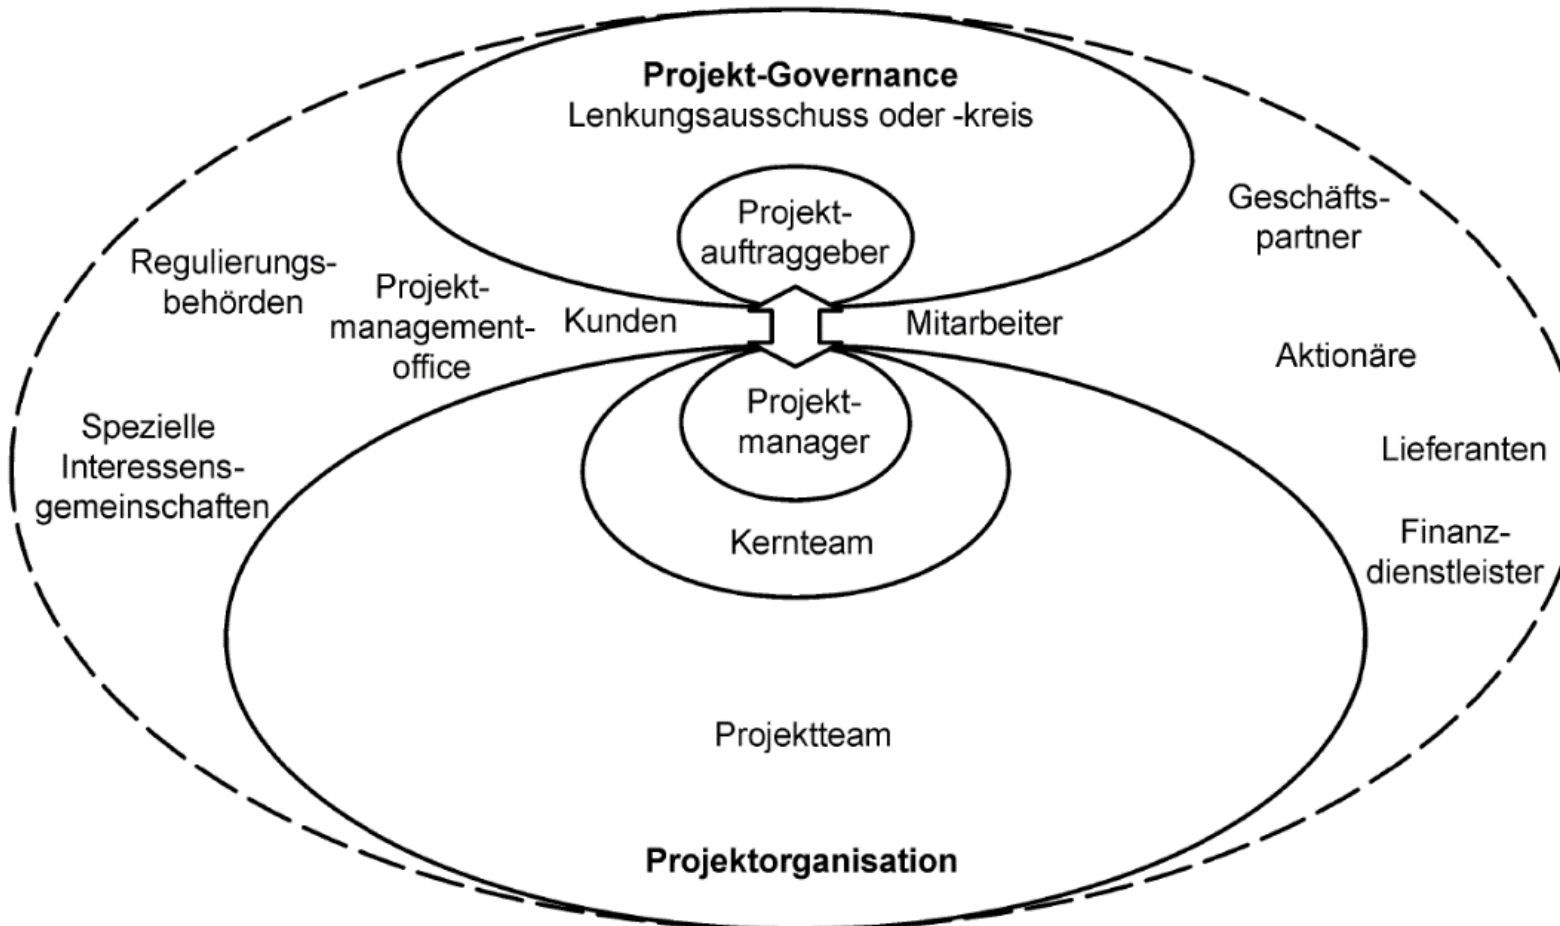 Projekt-Governance
Lenkungsausschuss oder -kreis
Projekt-
auftraggeber
Geschäfts-
partner
Regulierungs-
behörden
Projekt-
management-
office
Kunden
Mitarbeiter
Aktionäre
Spezielle
Interessens-
gemeinschaften
Projekt-
manager
Lieferanten
Kernteam
Finanz-
dienstleister
Projektteam
Projektorganisation